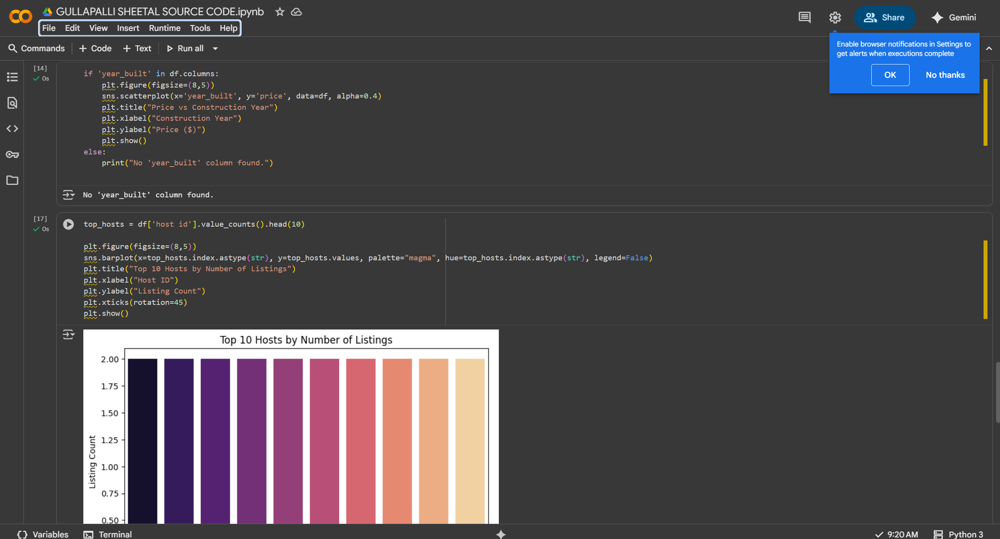 GULLAPALLI SHEETAL SOURCE CODE.ipynb
File Edit View Insert Runtime Tools Help
Share
Gemini
Commands + Code + Text Run all
Enable browser notifications in Settings to
get alerts when executions complete
OK No thanks
[14]
0s
if 'year_built' in df.columns:
    plt.figure(figsize=(8,5))
    sns.scatterplot(x='year_built', y='price', data=df, alpha=0.4)
    plt.title("Price vs Construction Year")
    plt.xlabel("Construction Year")
    plt.ylabel("Price ($)")
    plt.show()
else:
    print("No 'year_built' column found.")
No 'year_built' column found.
[17]
0s
top_hosts = df['host id'].value_counts().head(10)
plt.figure(figsize=(8,5))
sns.barplot(x=top_hosts.index.astype(str), y=top_hosts.values, palette="magma", hue=top_hosts.index.astype(str), legend=False)
plt.title("Top 10 Hosts by Number of Listings")
plt.xlabel("Host ID")
plt.ylabel("Listing Count")
plt.xticks(rotation=45)
plt.show()
Top 10 Hosts by Number of Listings
2.00
1.75
1.50
1.25
1.00
0.75
0.50
Listing Count
{} Variables Terminal
9:20 AM Python 3